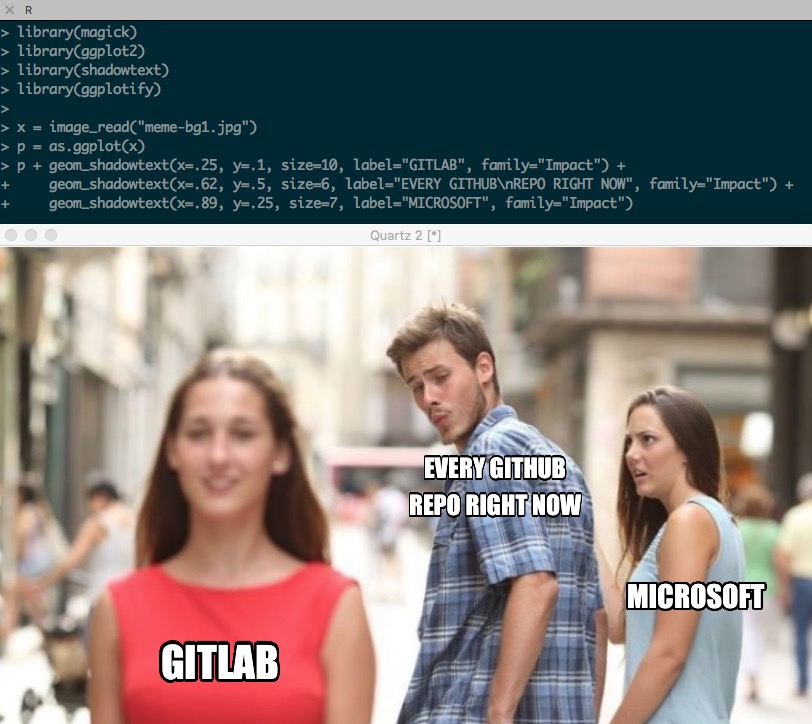 R
> library(magick)
> library(ggplot2)
> library(shadowtext)
> library(ggplotify)
>
> x = image_read("meme-bg1.jpg")
> p = as.ggplot(x)
> p + geom_shadowtext(x=.25, y=.1, size=10, label="GITLAB", family="Impact") +
+     geom_shadowtext(x=.62, y=.5, size=6, label="EVERY GITHUB\nREPO RIGHT NOW", family="Impact") +
+     geom_shadowtext(x=.89, y=.25, size=7, label="MICROSOFT", family="Impact")
Quartz 2 [*]
EVERY GITHUB
REPO RIGHT NOW
MICROSOFT
GITLAB